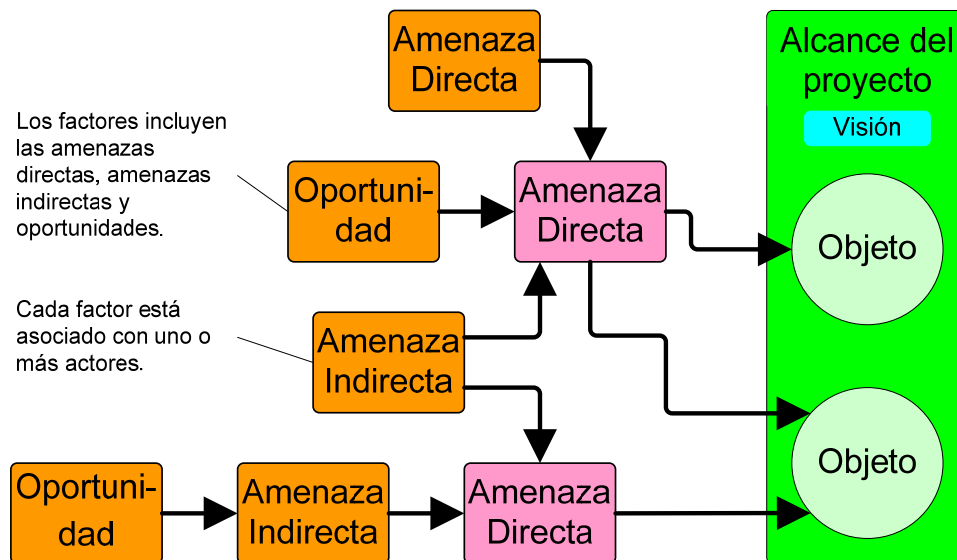 Amenaza
Directa
Alcance del
proyecto
Visión
Los factores incluyen
las amenazas
directas, amenazas
indirectas y
oportunidades.
Oportuni-
dad
Amenaza
Directa
Objeto
Cada factor está
asociado con uno o
más actores.
Amenaza
Indirecta
Objeto
Oportuni-
dad
Amenaza
Indirecta
Amenaza
Directa